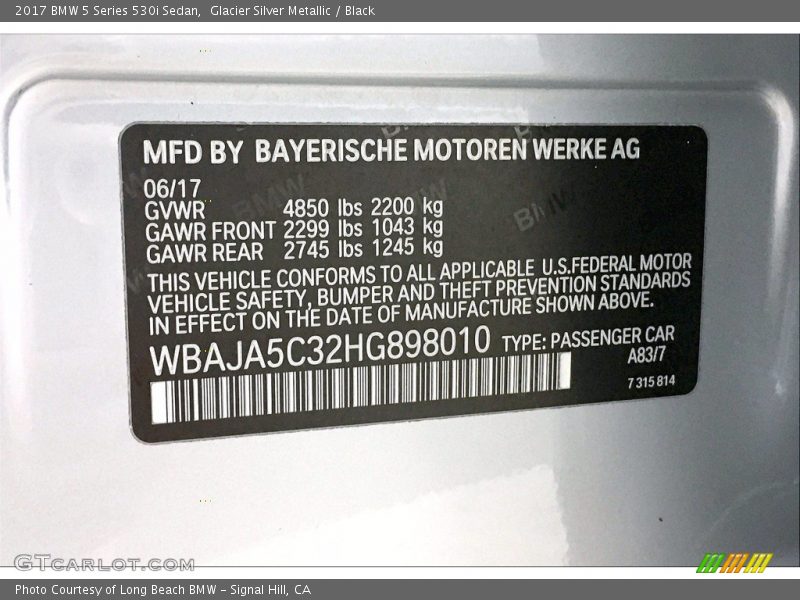 2017 BMW 5 Series 530i Sedan,  Glacier Silver Metallic / Black
MFD BY BAYERISCHE MOTOREN WERKE AG
06/17
GVWR 4850 lbs 2200 kg
GAWR FRONT 2299 lbs 1043 kg
GAWR REAR 2745 lbs 1245 kg
THIS VEHICLE CONFORMS TO ALL APPLICABLE U.S.FEDERAL MOTOR
VEHICLE SAFETY, BUMPER AND THEFT PREVENTION STANDARDS
IN EFFECT ON THE DATE OF MANUFACTURE SHOWN ABOVE.
WBAJA5C32HG898010 TYPE: PASSENGER CAR
A83/7
7 315 814
GTCARLOT.COM
Photo Courtesy of Long Beach BMW – Signal Hill, CA